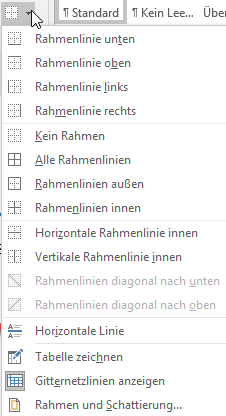 ¶ Standard ¶ Kein Lee... Über
Rahmenlinie unten
Rahmenlinie oben
Rahmenlinie links
Rahmenlinie rechts
Kein Rahmen
Alle Rahmenlinien
Rahmenlinien außen
Rahmenlinien innen
Horizontale Rahmenlinie innen
Vertikale Rahmenlinie innen
Rahmenlinien diagonal nach unten
Rahmenlinien diagonal nach oben
Horizontale Linie
Tabelle zeichnen
Gitternetzlinien anzeigen
Rahmen und Schattierung...